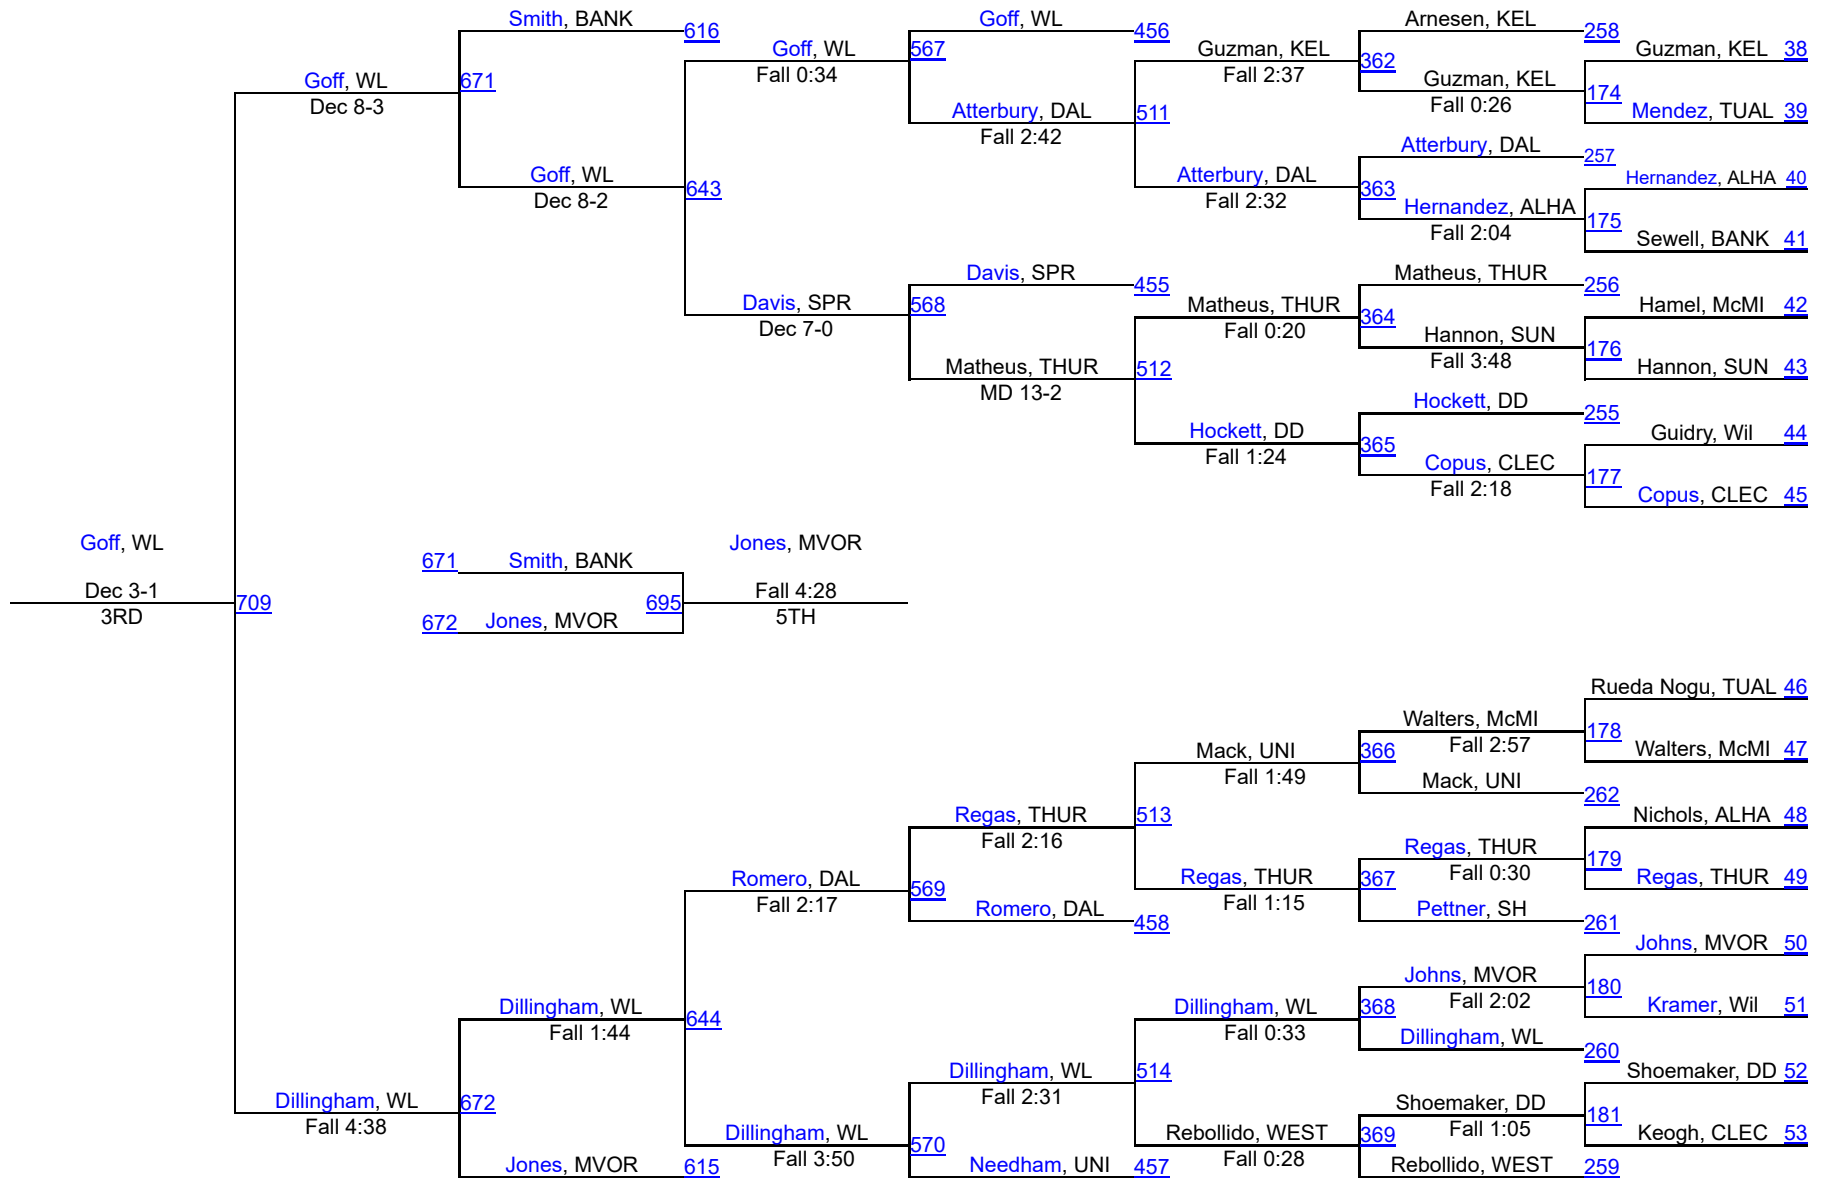 Smith, BANK
616
Goff, WL
456
Arnesen, KEL
258
Goff, WL
567
Guzman, KEL
362
Guzman, KEL 38
Goff, WL
671
Fall 0:34
Fall 2:37
Guzman, KEL
174
Dec 8-3
Fall 0:26
Atterbury, DAL
511
Mendez, TUAL 39
Fall 2:42
Atterbury, DAL
257
Goff, WL
643
Atterbury, DAL
363
Hernandez, ALHA 40
Dec 8-2
Fall 2:32
Hernandez, ALHA
175
Fall 2:04
Sewell, BANK 41
Davis, SPR
455
Matheus, THUR
256
Davis, SPR
568
Matheus, THUR
364
Hamel, McMI 42
Dec 7-0
Fall 0:20
Hannon, SUN
176
Matheus, THUR
512
Fall 3:48
Hannon, SUN 43
MD 13-2
Hockett, DD
255
Hockett, DD
365
Guidry, Wil 44
Fall 1:24
Copus, CLEC
177
Fall 2:18
Copus, CLEC 45
Goff, WL
Jones, MVOR
671 Smith, BANK
Dec 3-1
709
695
Fall 4:28
3RD
672 Jones, MVOR
5TH
Rueda Nogu, TUAL 46
Walters, McMI
178
Mack, UNI
366
Fall 2:57
Walters, McMI 47
Fall 1:49
Mack, UNI
262
Regas, THUR
513
Nichols, ALHA 48
Fall 2:16
Regas, THUR
179
Romero, DAL
569
Regas, THUR
367
Fall 0:30
Regas, THUR 49
Fall 2:17
Romero, DAL
458
Fall 1:15
Pettner, SH
261
Johns, MVOR 50
Johns, MVOR
180
Dillingham, WL
644
Dillingham, WL
368
Fall 2:02
Kramer, Wil 51
Fall 1:44
Fall 0:33
Dillingham, WL
260
Dillingham, WL
514
Shoemaker, DD 52
Dillingham, WL
672
Fall 2:31
Shoemaker, DD
181
Fall 4:38
Dillingham, WL
570
Rebollido, WEST
369
Fall 1:05
Keogh, CLEC 53
Jones, MVOR
615
Fall 3:50
Needham, UNI
457
Fall 0:28
Rebollido, WEST
259